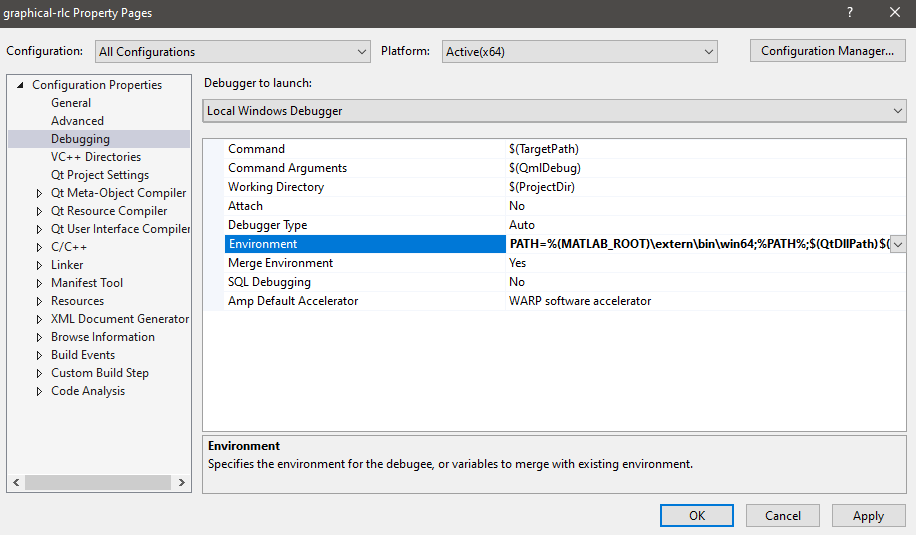 graphical-rlc Property Pages ? ×
Configuration: All Configurations Platform: Active(x64) Configuration Manager...
Configuration Properties
General
Advanced
Debugging
VC++ Directories
Qt Project Settings
Qt Meta-Object Compiler
Qt Resource Compiler
Qt User Interface Compiler
C/C++
Linker
Manifest Tool
Resources
XML Document Generator
Browse Information
Build Events
Custom Build Step
Code Analysis
Debugger to launch:
Local Windows Debugger
Command $(TargetPath)
Command Arguments $(QmlDebug)
Working Directory $(ProjectDir)
Attach No
Debugger Type Auto
Environment PATH=%(MATLAB_ROOT)\extern\bin\win64;%PATH%;$(QtDllPath)$(
Merge Environment Yes
SQL Debugging No
Amp Default Accelerator WARP software accelerator
Environment
Specifies the environment for the debugee, or variables to merge with existing environment.
OK Cancel Apply